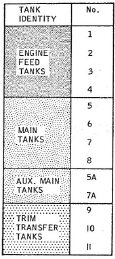 TANK IDENTITY No.
ENGINE FEED TANKS
1
2
3
4
MAIN TANKS
5
6
7
8
AUX. MAIN TANKS
5A
7A
TRIM TRANSFER TANKS
9
10
11